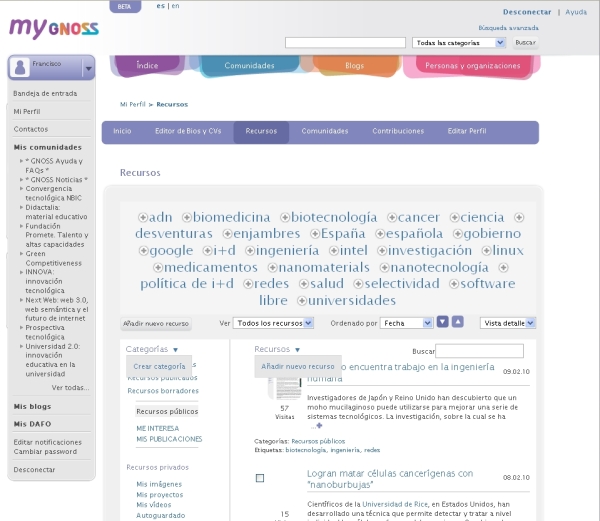 my GNOSS
BETA
es | en
Desconectar | Ayuda
Búsqueda avanzada
Todas las categorías
Buscar
Francisco
Índice
Comunidades
Blogs
Personas y organizaciones
Bandeja de entrada
Mi Perfil
Contactos
Mis comunidades
* GNOSS Ayuda y
FAQs *
* GNOSS Noticias *
Convergencia
tecnológica NBIC
Didactalia:
material educativo
Fundación
Promete. Talento y
altas capacidades
Green
Competitiveness
INNOVA:
innovación
tecnológica
Next Web: web 3.0,
web semántica y el
futuro de internet
Prospectiva
tecnológica
Universidad 2.0:
innovación
educativa en la
universidad
Ver todas...
Mis blogs
Mis DAFO
Editar notificaciones
Cambiar password
Desconectar
Mi Perfil > Recursos
Inicio
Editor de Bios y CVs
Recursos
Comunidades
Contribuciones
Editar Perfil
Recursos
adn biomedicina biotecnología cancer ciencia
desventuras enjambres España española gobierno
google i+d ingeniería intel investigación linux
medicamentos nanomaterials nanotecnología
política de i+d redes salud selectividad software
libre universidades
Añadir nuevo recurso
Ver Todos los recursos
Ordenado por Fecha
Vista detalle
Categorías
Crear categoría
Recursos publicados
Recursos borradores
Recursos públicos
ME INTERESA
MIS PUBLICACIONES
Recursos privados
Mis imágenes
Mis proyectos
Mis vídeos
Autoguardado
Recursos
Buscar
Añadir nuevo recurso
o encuentra trabajo en la ingeniería
humana
09.02.10
57
Visitas
Investigadores de Japón y Reino Unido han descubierto que un
moho mucilaginoso puede utilizarse para mejorar una serie de
sistemas tecnológicos. La investigación, sobre la cual se ha
...
Categorías: Recursos públicos
Etiquetas: biotecnología, ingeniería, redes
Logran matar células cancerígenas con
"nanoburbujas"
08.02.10
15
Científicos de la Universidad de Rice, en Estados Unidos, han
desarrollado una técnica que permite detectar y tratar a nivel